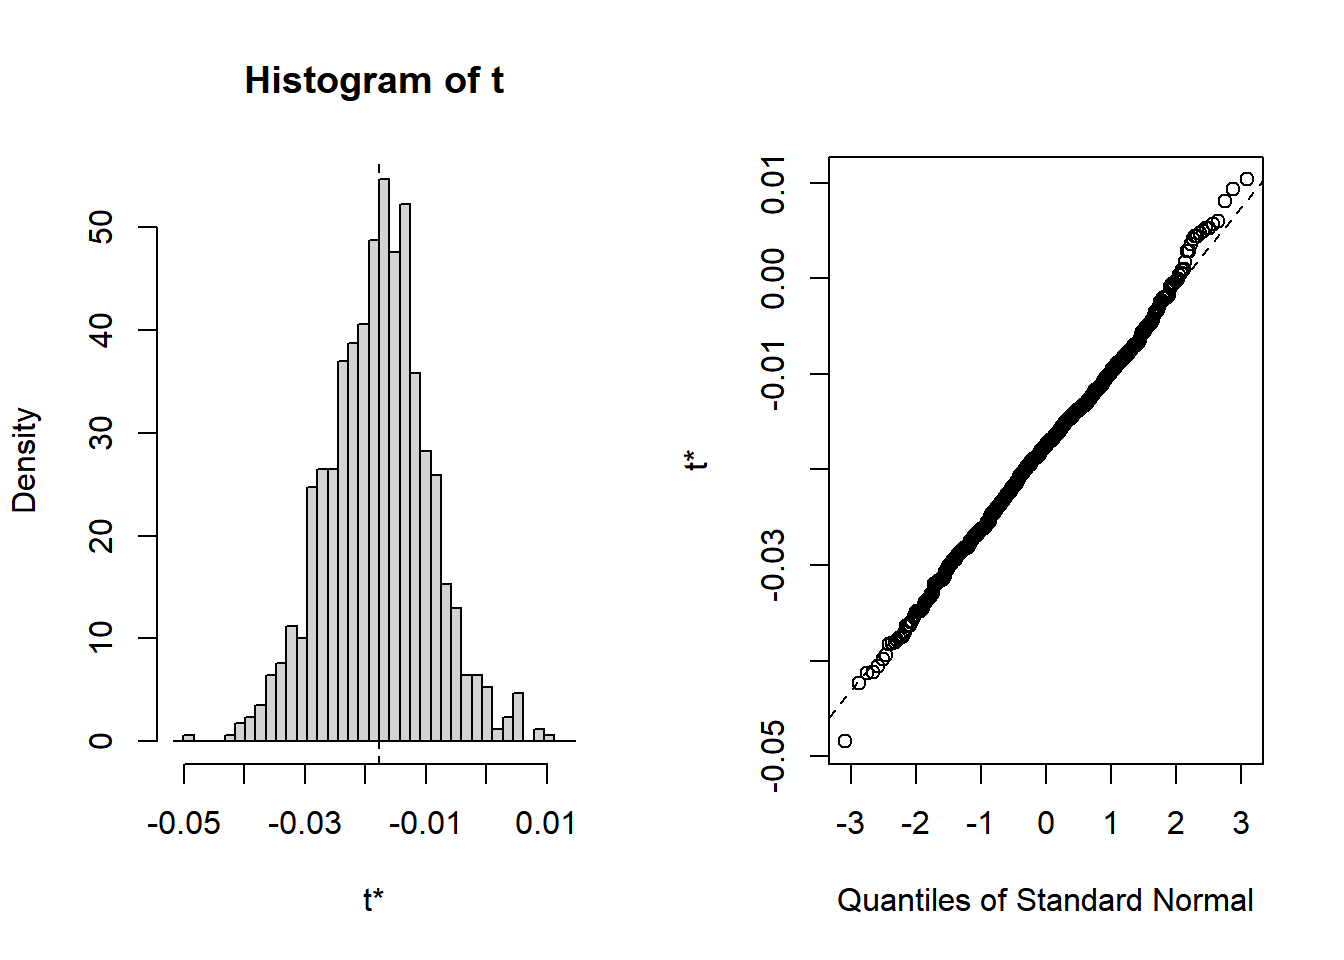 Histogram of t
Density
50
40
30
20
10
0
-0.05 -0.03 -0.01 0.01
t*
t*
0.01
0.00
-0.01
-0.03
-0.05
-3 -2 -1 0 1 2 3
Quantiles of Standard Normal